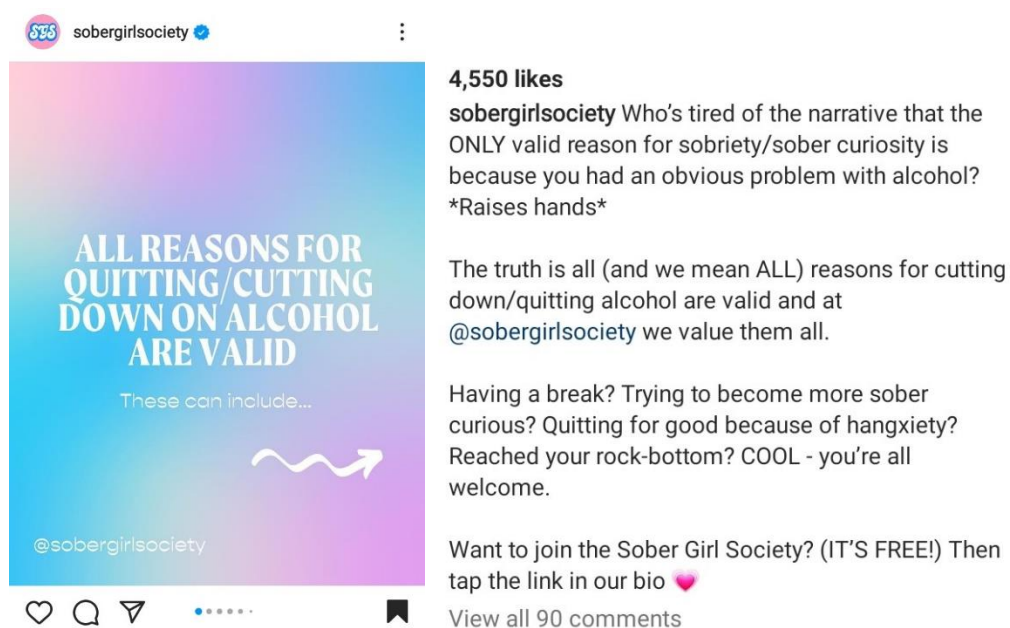 SGS
sobergirlsociety
ALL REASONS FOR
QUITTING/CUTTING
DOWN ON ALCOHOL
ARE VALID
These can include...
@sobergirlsociety
4,550 likes
sobergirlsociety Who’s tired of the narrative that the
ONLY valid reason for sobriety/sober curiosity is
because you had an obvious problem with alcohol?
*Raises hands*
The truth is all (and we mean ALL) reasons for cutting
down/quitting alcohol are valid and at
@sobergirlsociety we value them all.
Having a break? Trying to become more sober
curious? Quitting for good because of hangxiety?
Reached your rock-bottom? COOL - you’re all
welcome.
Want to join the Sober Girl Society? (IT’S FREE!) Then
tap the link in our bio 💗
View all 90 comments